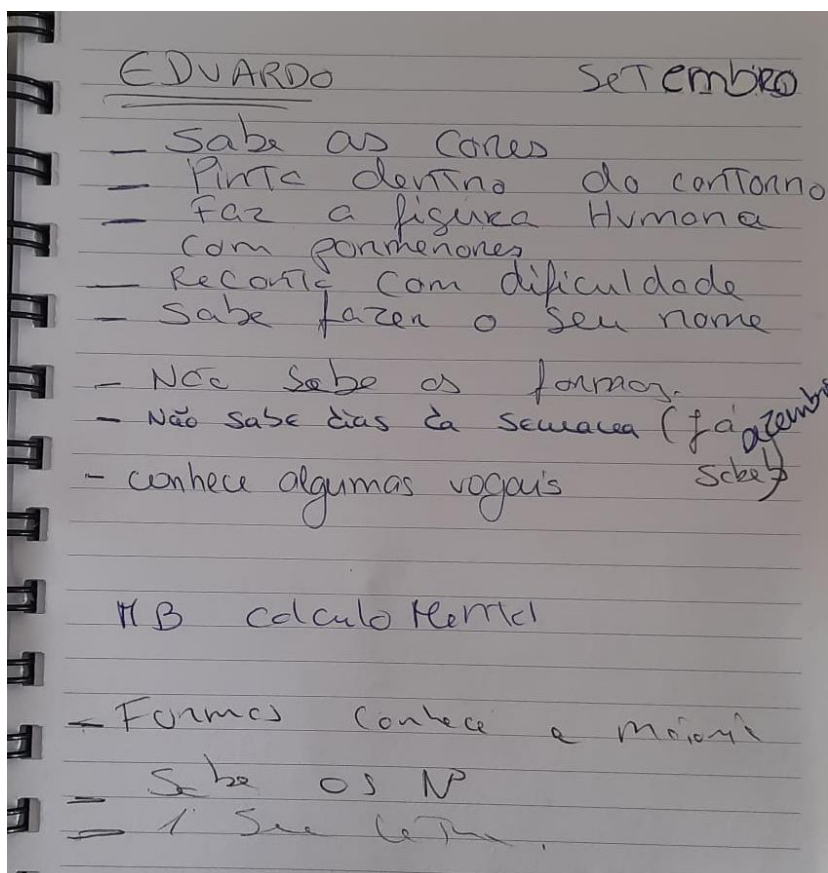 EDUARDO SETEMBRO
- Sabe as cores
- Pinta dentro do contorno
- Faz a figura Humana
com pormenores
- Recorta com dificuldade
- Sabe fazer o seu nome
- Não sabe as formas.
- Não sabe dias da semana (já
sabe)
- conhece algumas vogais
MB calculo Mental
- Formas conhece a maioria
- Sabe os Nº
- 1